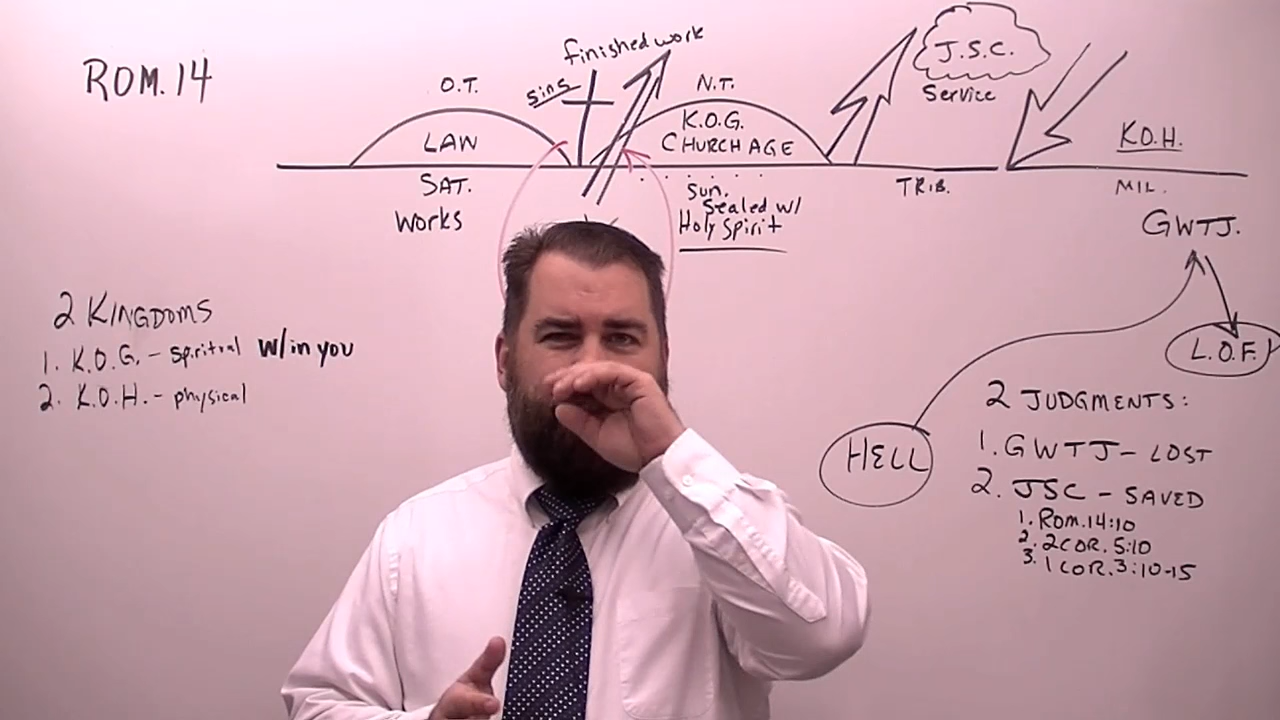 ROM. 14
O.T.
LAW
SAT.
Works
sins
finished work
N.T.
K.O.G.
CHURCH AGE
Sun.
Sealed w/
Holy Spirit
J.S.C.
Service
TRIB.
K.O.H.
MIL.
GWTJ.
L.O.F.
HELL
2 KINGDOMS
1. K.O.G. - spiritual w/in you
2. K.O.H. - physical
2 JUDGMENTS:
1. GWTJ - LOST
2. JSC - SAVED
1. ROM. 14:10
2. 2 COR. 5:10
3. 1 COR. 3:10-15